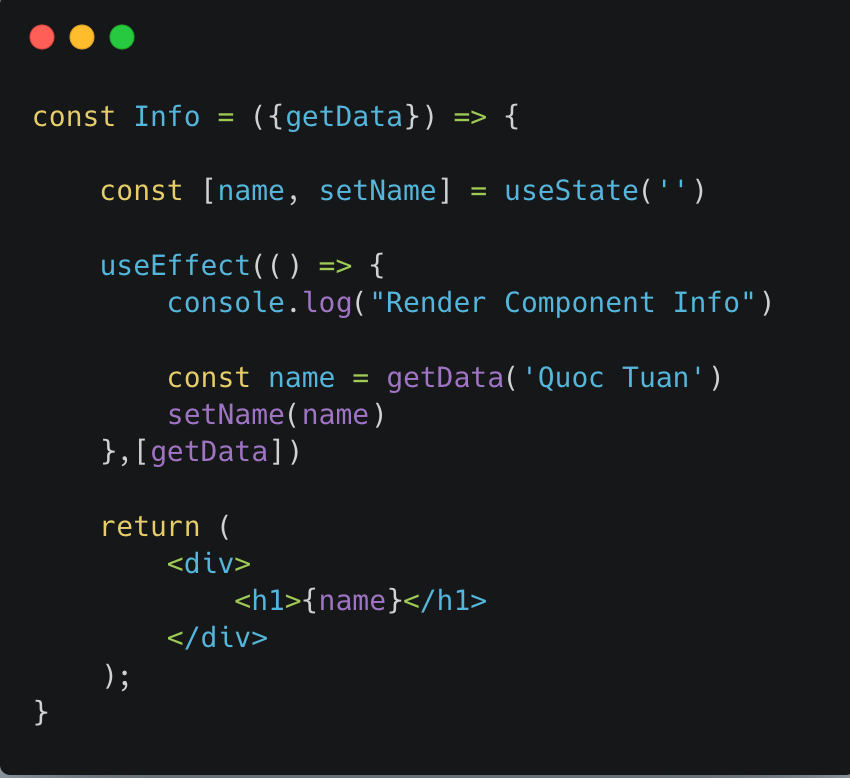 const Info = ({getData}) => {
const [name, setName] = useState('')
useEffect(() => {
console.log("Render Component Info")
const name = getData('Quoc Tuan')
setName(name)
},[getData])
return (
<div>
<h1>{name}</h1>
</div>
);
}